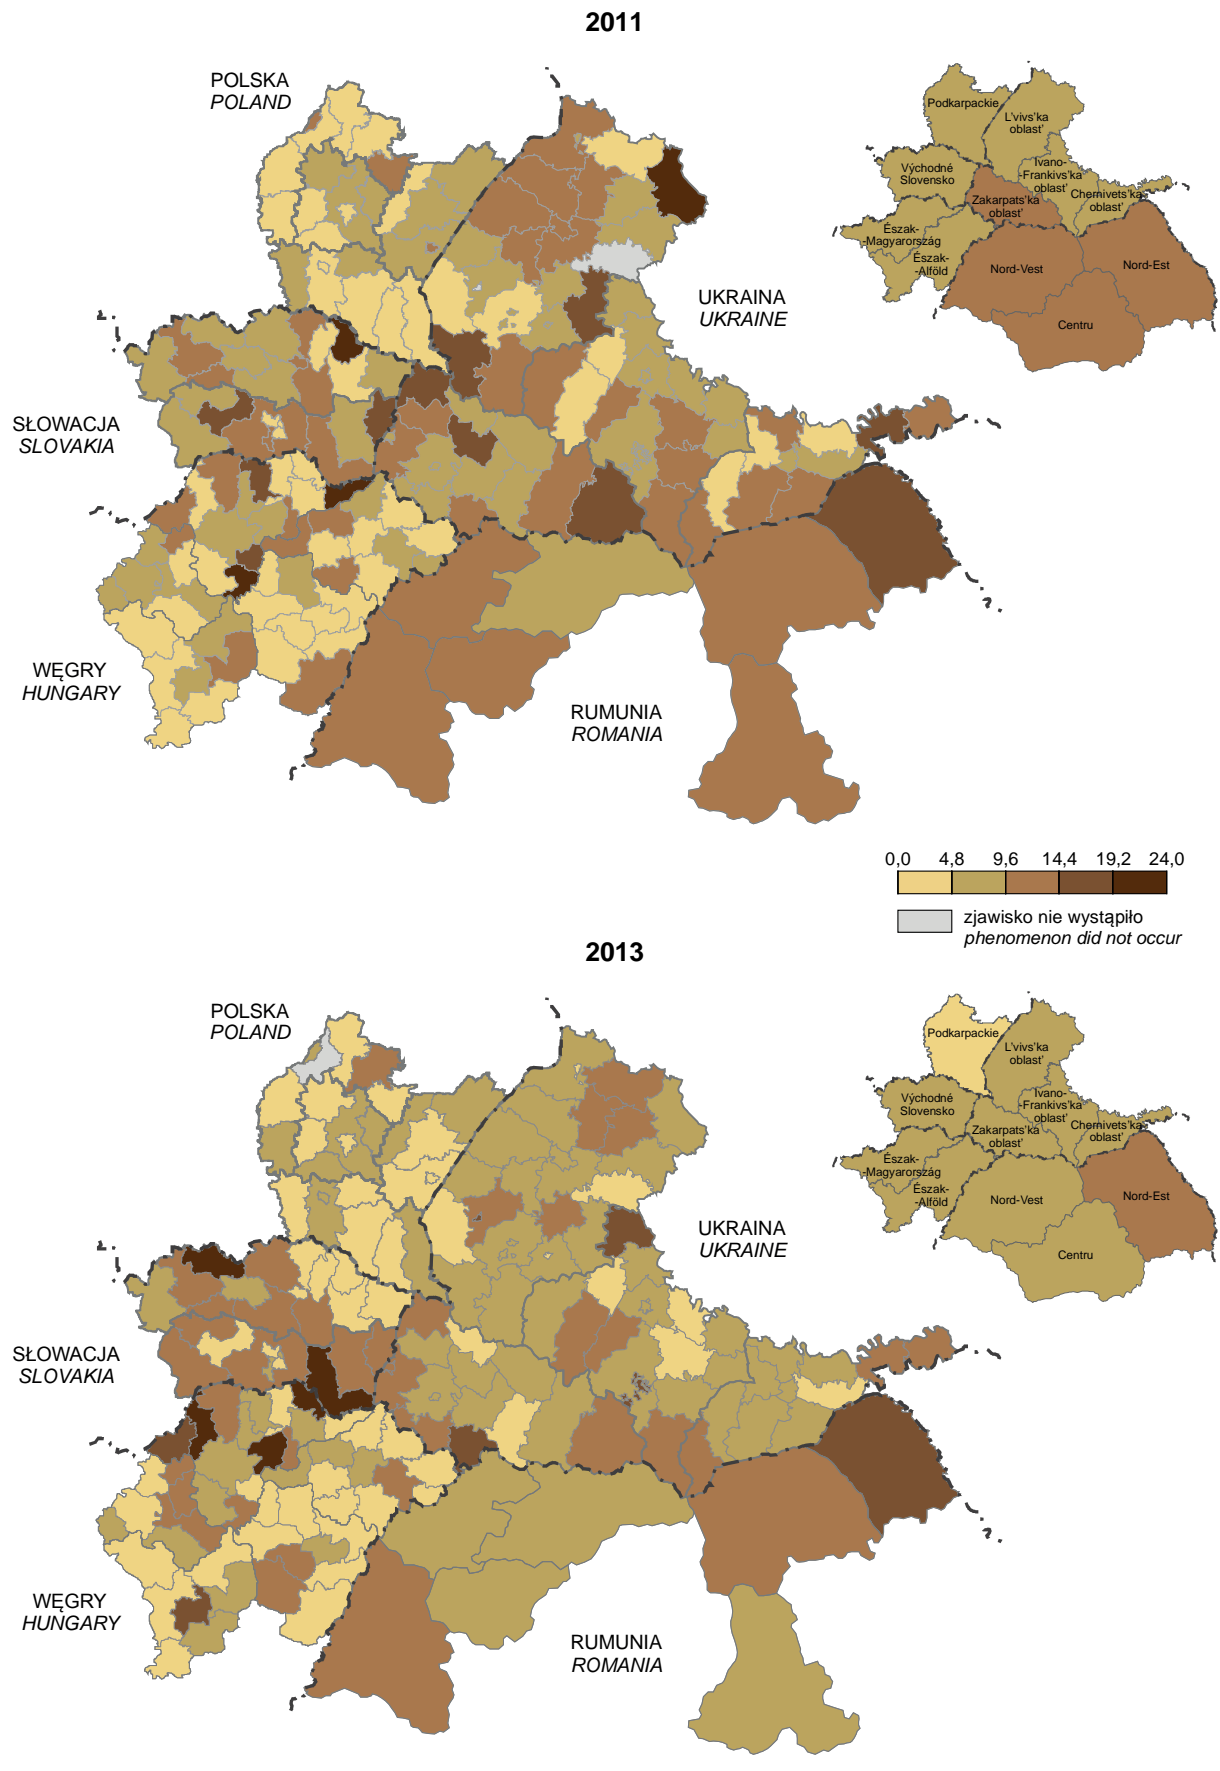 2011
POLSKA
POLAND
Podkarpackie
L'vivs'ka
oblast'
Východné
Slovensko
Ivano-
-Frankivs'ka
oblast'
Chernivets'ka
oblast'
Zakarpats'ka
oblast'
Észak-
-Magyarország
Észak-
-Alföld
Nord-Vest
Nord-Est
Centru
UKRAINA
UKRAINE
SŁOWACJA
SLOVAKIA
WĘGRY
HUNGARY
RUMUNIA
ROMANIA
0,0 4,8 9,6 14,4 19,2 24,0
zjawisko nie wystąpiło
phenomenon did not occur
2013
POLSKA
POLAND
Podkarpackie
L'vivs'ka
oblast'
Východné
Slovensko
Ivano-
-Frankivs'ka
oblast'
Chernivets'ka
oblast'
Zakarpats'ka
oblast'
Észak-
-Magyarország
Észak-
-Alföld
Nord-Vest
Nord-Est
Centru
UKRAINA
UKRAINE
SŁOWACJA
SLOVAKIA
WĘGRY
HUNGARY
RUMUNIA
ROMANIA